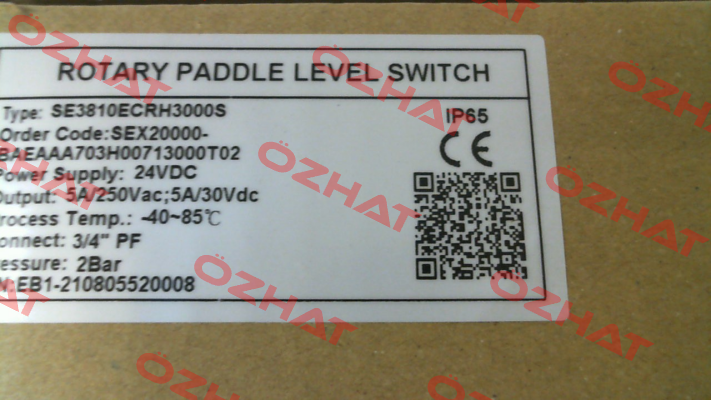 ROTARY PADDLE LEVEL SWITCH
Type: SE3810ECRH3000S
Order Code:SEX20000-
BAEAAA703H00713000T02
Power Supply: 24VDC
Output: 5A/250Vac;5A/30Vdc
rocess Temp.: -40~85℃
onnect: 3/4" PF
essure: 2Bar
N:EB1-210805520008
IP65
CE
OZHAT
OZHAT
ÖZHAT
ÖZHAT
ÖZHAT
ÖZHAT
ÖZHAT
ÖZHAT
ÖZHAT